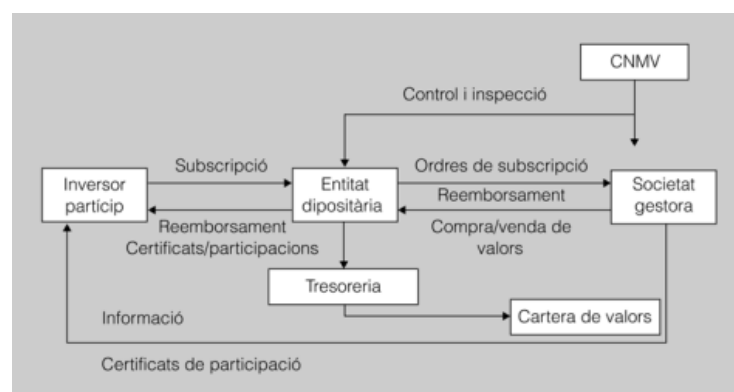 CNMV
Control i inspecció
Subscripció
Ordres de subscripció
Inversor
partícip
Entitat
dipositària
Reemborsament
Societat
gestora
Reemborsament
Certificats/participacions
Compra/venda de
valors
Tresoreria
Informació
Cartera de valors
Certificats de participació